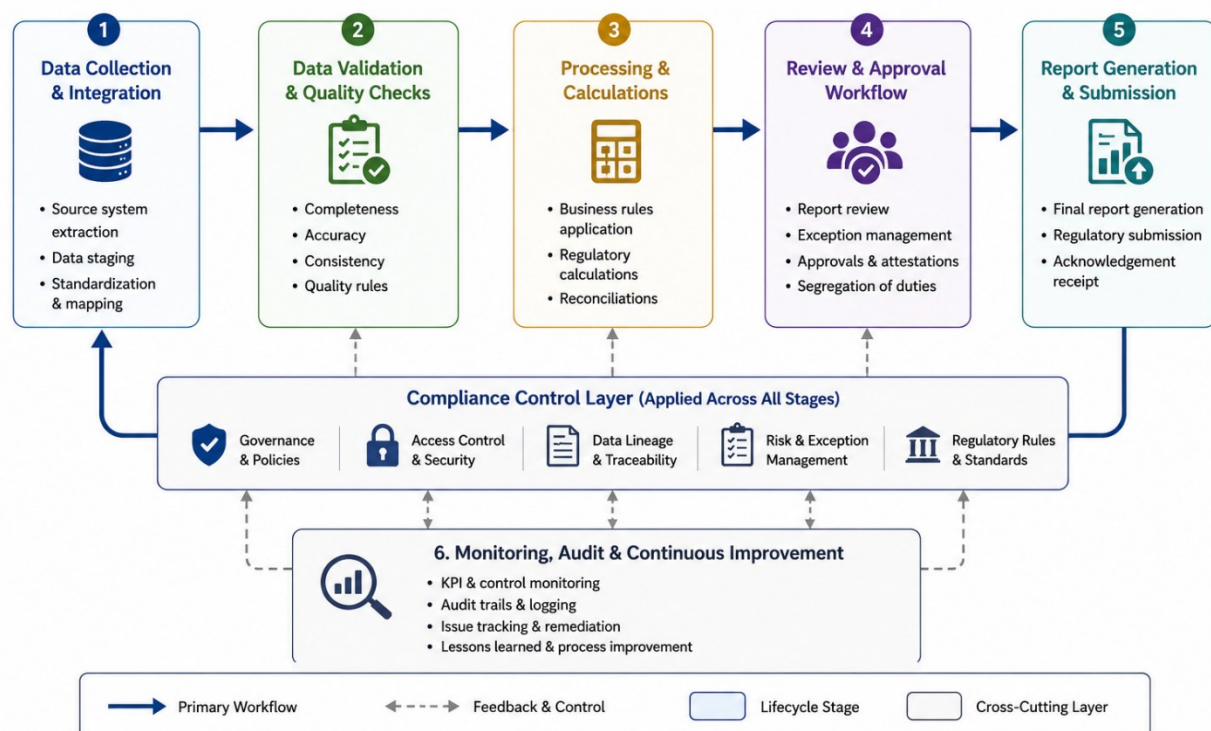 1
Data Collection
& Integration
• Source system
extraction
• Data staging
• Standardization
& mapping
2
Data Validation
& Quality Checks
• Completeness
• Accuracy
• Consistency
• Quality rules
3
Processing &
Calculations
• Business rules
application
• Regulatory
calculations
• Reconciliations
4
Review & Approval
Workflow
• Report review
• Exception management
• Approvals & attestations
• Segregation of duties
5
Report Generation
& Submission
• Final report generation
• Regulatory submission
• Acknowledgement
receipt
Compliance Control Layer (Applied Across All Stages)
Governance
& Policies
Access Control
& Security
Data Lineage
& Traceability
Risk & Exception
Management
Regulatory Rules
& Standards
6. Monitoring, Audit & Continuous Improvement
• KPI & control monitoring
• Audit trails & logging
• Issue tracking & remediation
• Lessons learned & process improvement
Primary Workflow
Feedback & Control
Lifecycle Stage
Cross-Cutting Layer